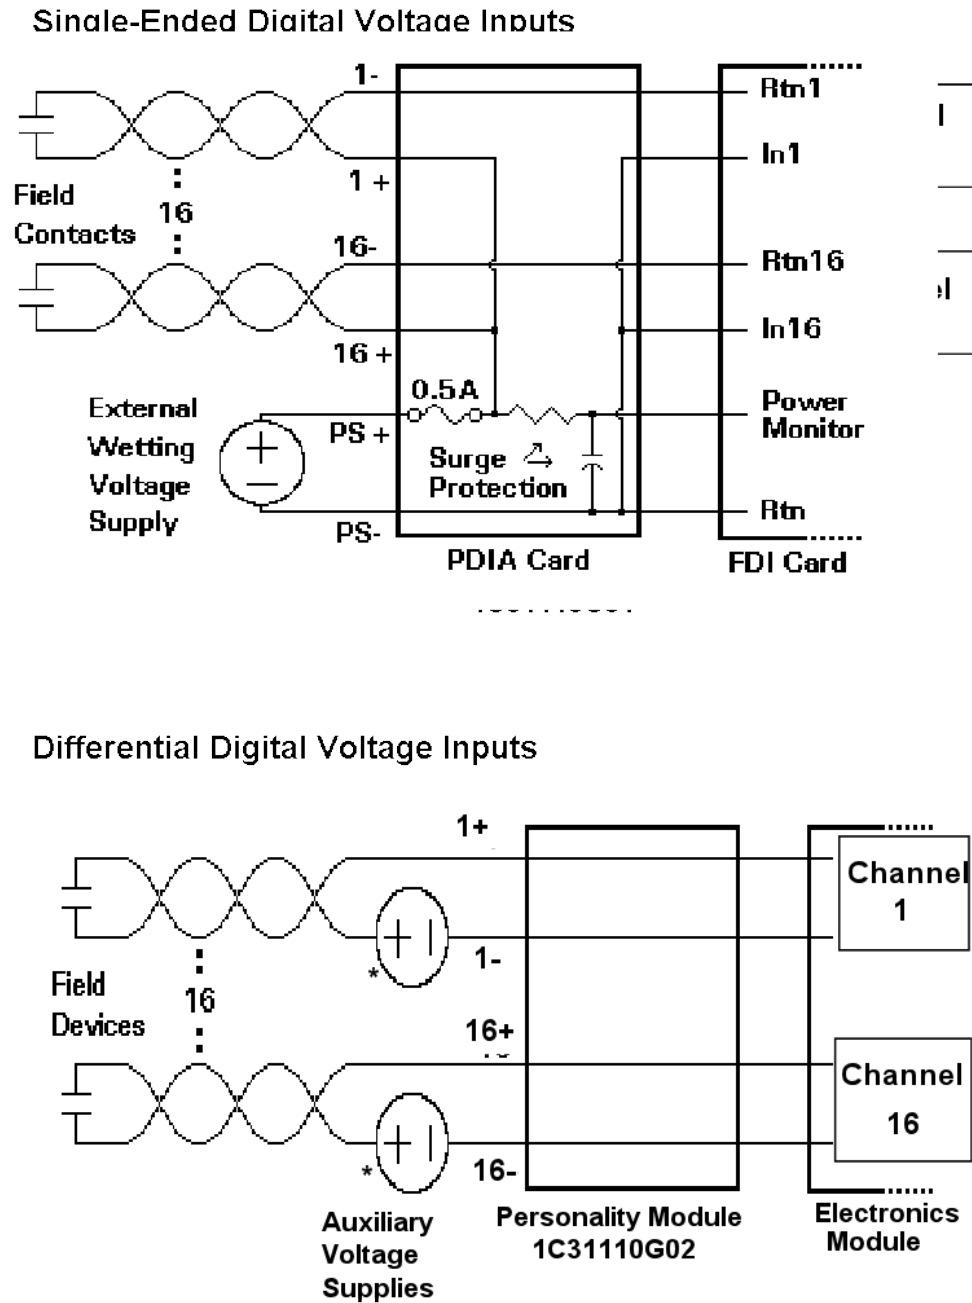 Single-Ended Digital Voltage Inputs
1-
Rtn1
In1
1 +
Field
Contacts
16
16-
Rtn16
In16
16 +
0.5A
External
Wetting
Voltage
Supply
PS +
Surge
Protection
Power
Monitor
Rtn
PS-
PDIA Card
FDI Card
Differential Digital Voltage Inputs
1+
Channel
1
1-
*
Field
Devices
16
16+
Channel
16
16-
*
Auxiliary
Voltage
Supplies
Personality Module
1C31110G02
Electronics
Module